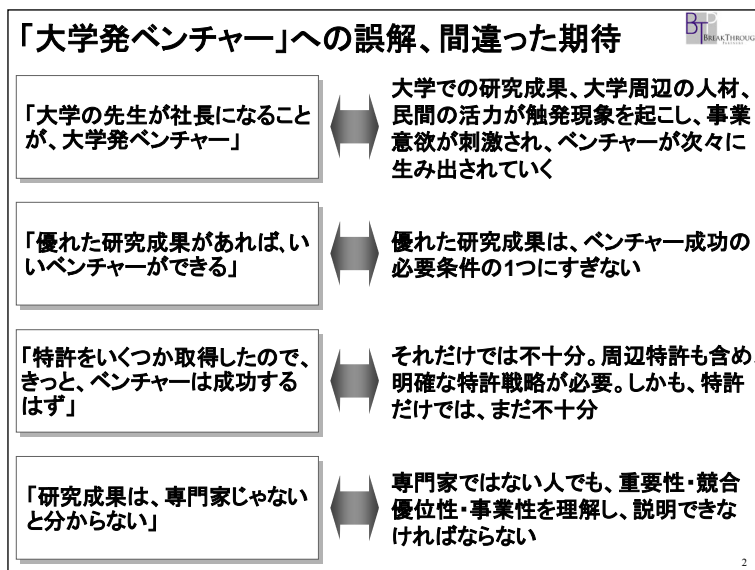 「大学発ベンチャー」への誤解、間違った期待
BTP
BREAKTHROUG
「大学の先生が社長になること
が、大学発ベンチャー」
大学での研究成果、大学周辺の人材、
民間の活力が触発現象を起こし、事業
意欲が刺激され、ベンチャーが次々に
生み出されていく
「優れた研究成果があれば、い
いベンチャーができる」
優れた研究成果は、ベンチャー成功の
必要条件の1つにすぎない
「特許をいくつか取得したので、
きっと、ベンチャーは成功する
はず」
それだけでは不十分。周辺特許も含め、
明確な特許戦略が必要。しかも、特許
だけでは、まだ不十分
「研究成果は、専門家じゃない
と分からない」
専門家ではない人でも、重要性・競合
優位性・事業性を理解し、説明できな
ければならない
2